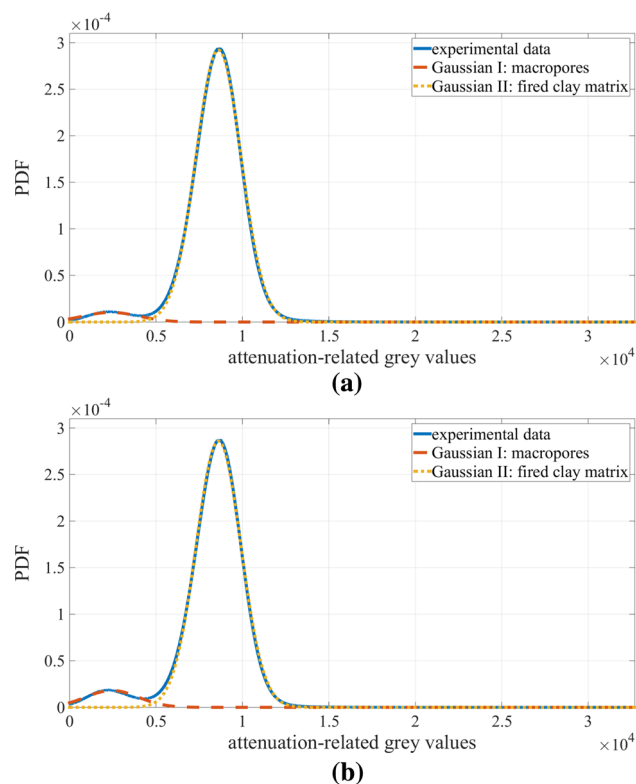 ×10⁻⁴
3
2.5
2
1.5
1
0.5
0
PDF
experimental data
Gaussian I: macropores
Gaussian II: fired clay matrix
0 0.5 1 1.5 2 2.5 3
attenuation-related grey values ×10⁴
(a)
×10⁻⁴
3
2.5
2
1.5
1
0.5
0
PDF
experimental data
Gaussian I: macropores
Gaussian II: fired clay matrix
0 0.5 1 1.5 2 2.5 3
attenuation-related grey values ×10⁴
(b)